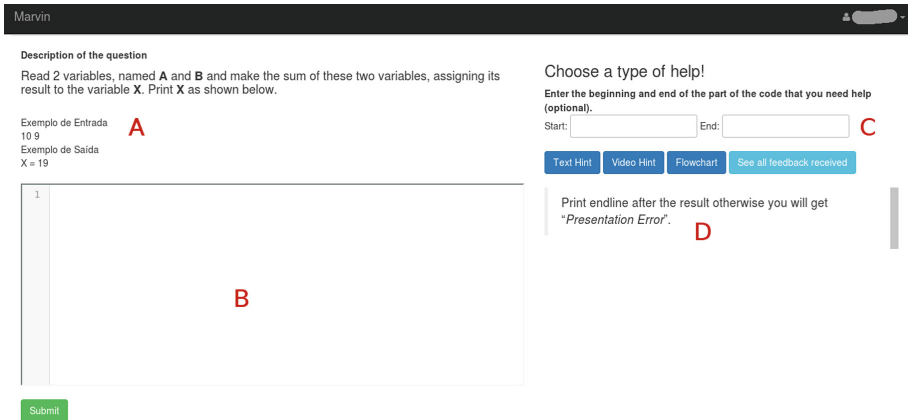 Marvin
Description of the question
Read 2 variables, named A and B and make the sum of these two variables, assigning its
result to the variable X. Print X as shown below.
Exemplo de Entrada
10 9
Exemplo de Saída
X = 19
A
1
B
Submit
Choose a type of help!
Enter the beginning and end of the part of the code that you need help
(optional).
Start: End:
C
Text Hint Video Hint Flowchart See all feedback received
Print endline after the result otherwise you will get
“Presentation Error”.
D